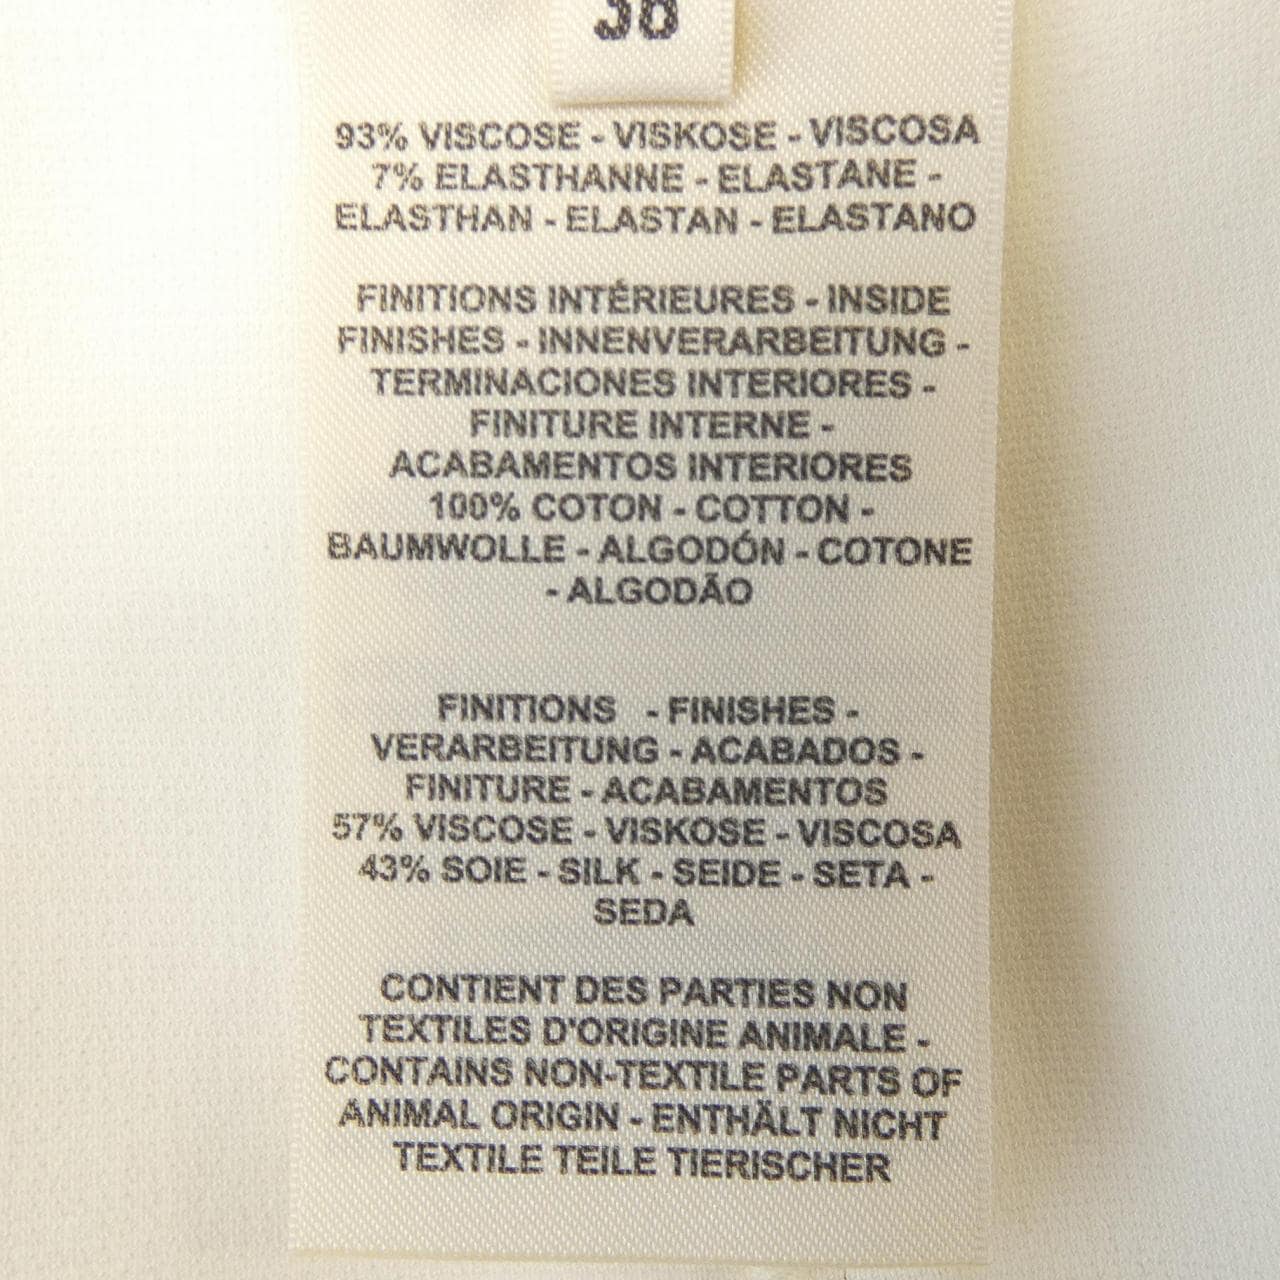 38
93% VISCOSE - VISKOSE - VISCOSA
7% ELASTHANNE - ELASTANE -
ELASTHAN - ELASTAN - ELASTANO
FINITIONS INTÉRIEURES - INSIDE
FINISHES - INNENVERARBEITUNG -
TERMINACIONES INTERIORES -
FINITURE INTERNE -
ACABAMENTOS INTERIORES
100% COTON - COTTON -
BAUMWOLLE - ALGODÓN - COTONE
- ALGODÃO
FINITIONS - FINISHES -
VERARBEITUNG - ACABADOS -
FINITURE - ACABAMENTOS
57% VISCOSE - VISKOSE - VISCOSA
43% SOIE - SILK - SEIDE - SETA -
SEDA
CONTIENT DES PARTIES NON
TEXTILES D'ORIGINE ANIMALE -
CONTAINS NON-TEXTILE PARTS OF
ANIMAL ORIGIN - ENTHÄLT NICHT
TEXTILE TEILE TIERISCHER